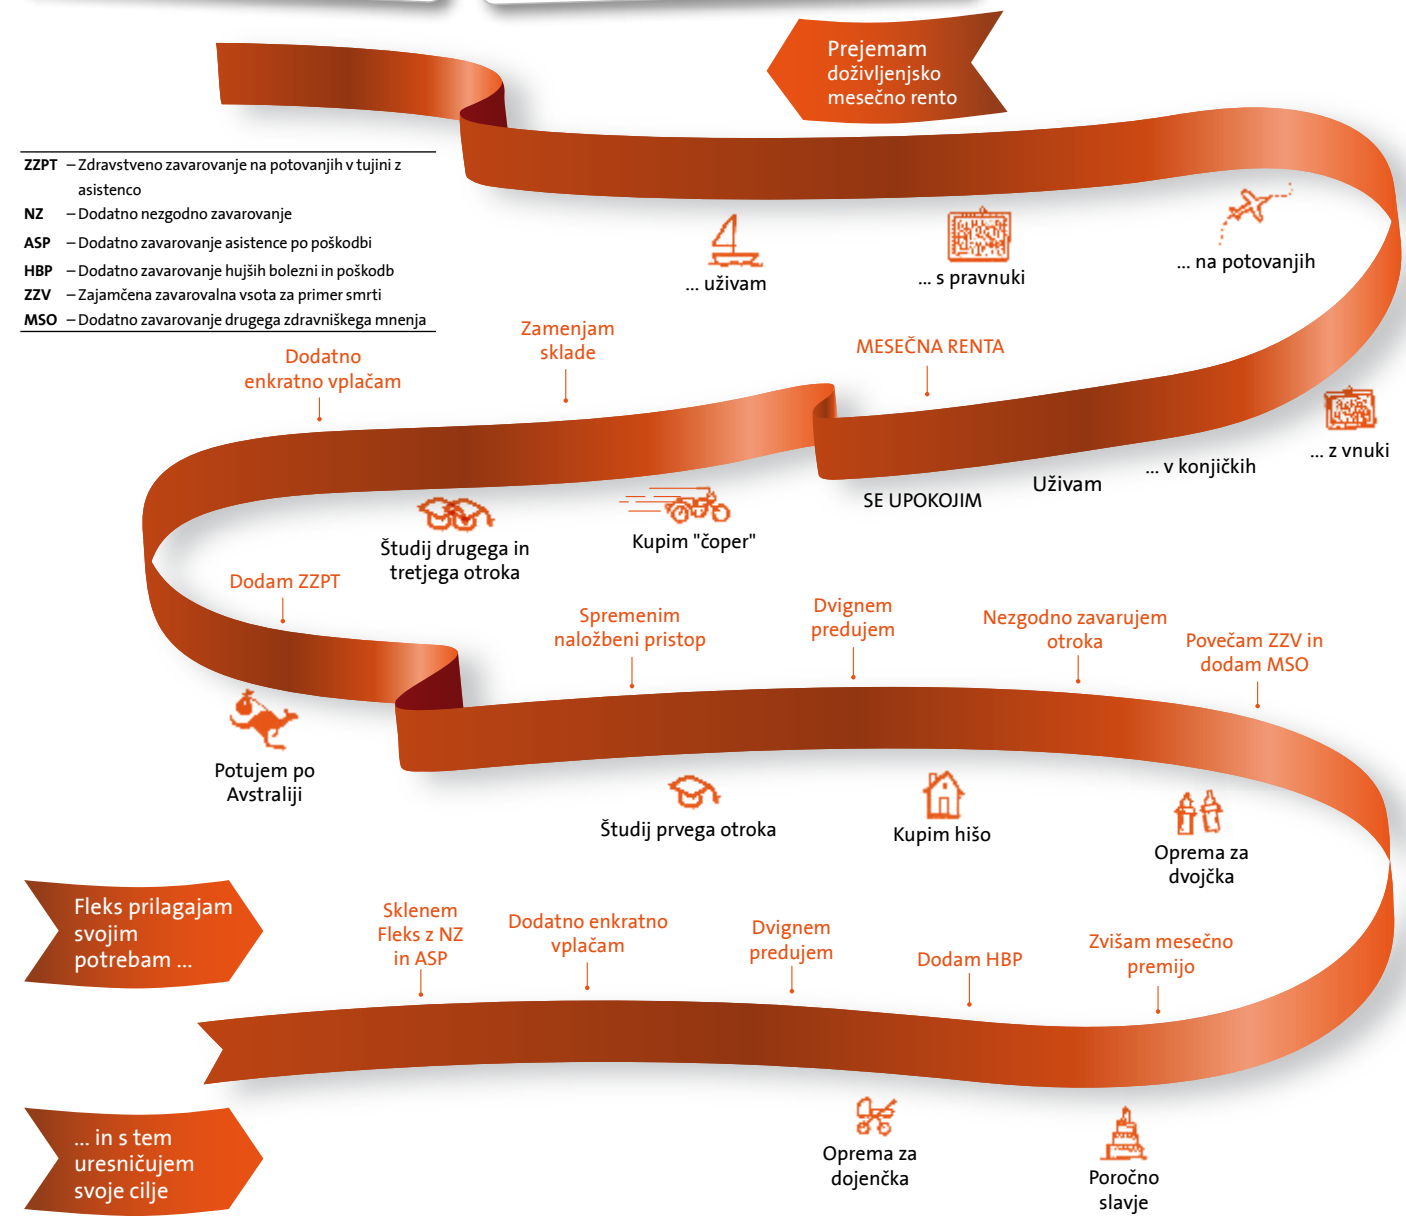 Prejemam
doživljenjsko
mesečno rento
ZZPT – Zdravstveno zavarovanje na potovanjih v tujini z
asistenco
NZ – Dodatno nezgodno zavarovanje
ASP – Dodatno zavarovanje asistence po poškodbi
HBP – Dodatno zavarovanje hujših bolezni in poškodb
ZZV – Zajamčena zavarovalna vsota za primer smrti
MSO – Dodatno zavarovanje drugega zdravniškega mnenja
... uživam
... s pravnuki
... na potovanjih
Dodatno
enkratno vplačam
Zamenjam
sklade
MESEČNA RENTA
... z vnuki
... v konjičkih
Uživam
SE UPOKOJIM
Študij drugega in
tretjega otroka
Kupim "čoper"
Dodam ZZPT
Spremenim
naložbeni pristop
Dvignem
predujem
Nezgodno zavarujem
otroka
Povečam ZZV in
dodam MSO
Potujem po
Avstraliji
Študij prvega otroka
Kupim hišo
Oprema za
dvojčka
Fleks prilagajam
svojim
potrebam ...
Sklenem
Fleks z NZ
in ASP
Dodatno enkratno
vplačam
Dvignem
predujem
Dodam HBP
Zvišam mesečno
premijo
... in s tem
uresničujem
svoje cilje
Oprema za
dojenčka
Poročno
slavje